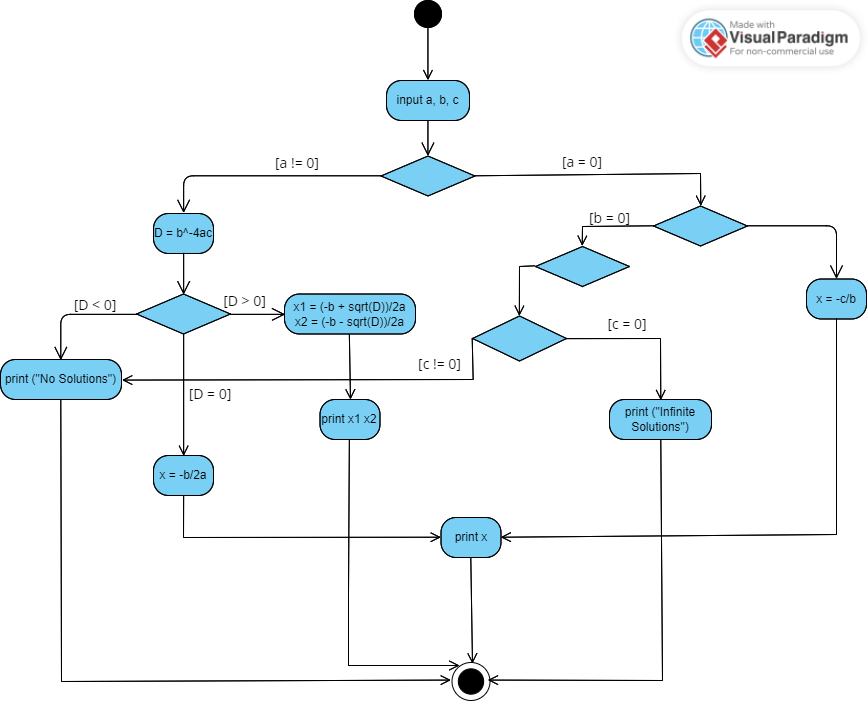 Made with
Visual Paradigm
For non-commercial use
input a, b, c
[a != 0]
[a = 0]
D = b^-4ac
[b = 0]
[D < 0]
[D > 0]
x1 = (-b + sqrt(D))/2a
x2 = (-b - sqrt(D))/2a
x = -c/b
[c = 0]
[c != 0]
print ("No Solutions")
[D = 0]
print x1 x2
print ("Infinite
Solutions")
x = -b/2a
print x